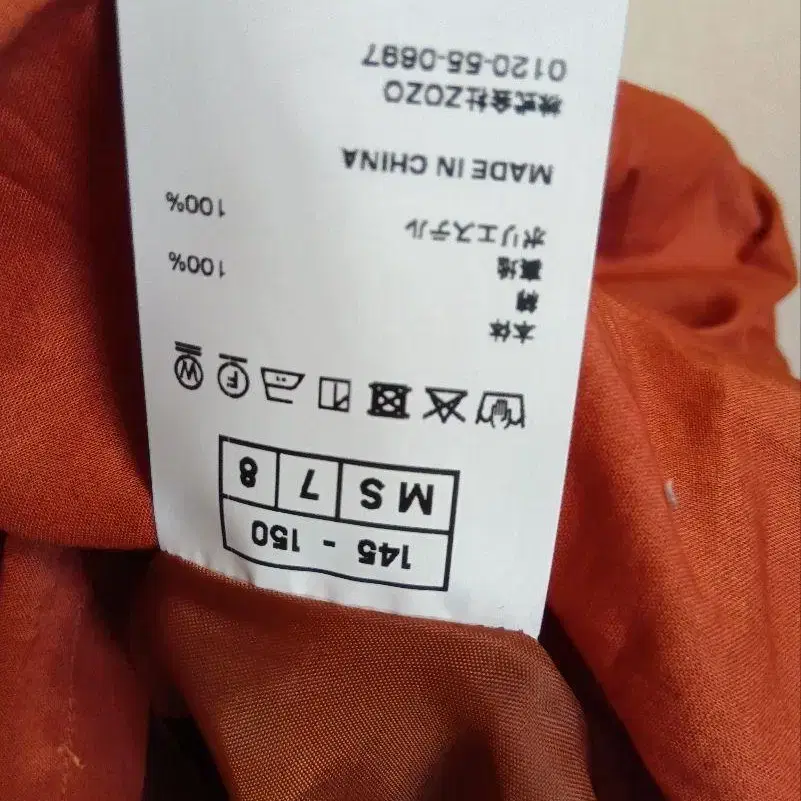 145 - 150
M S 7 8
F W
本体
綿 100%
裏地
ポリエステル 100%
MADE IN CHINA
株式会社ZOZO
0120-55-0697